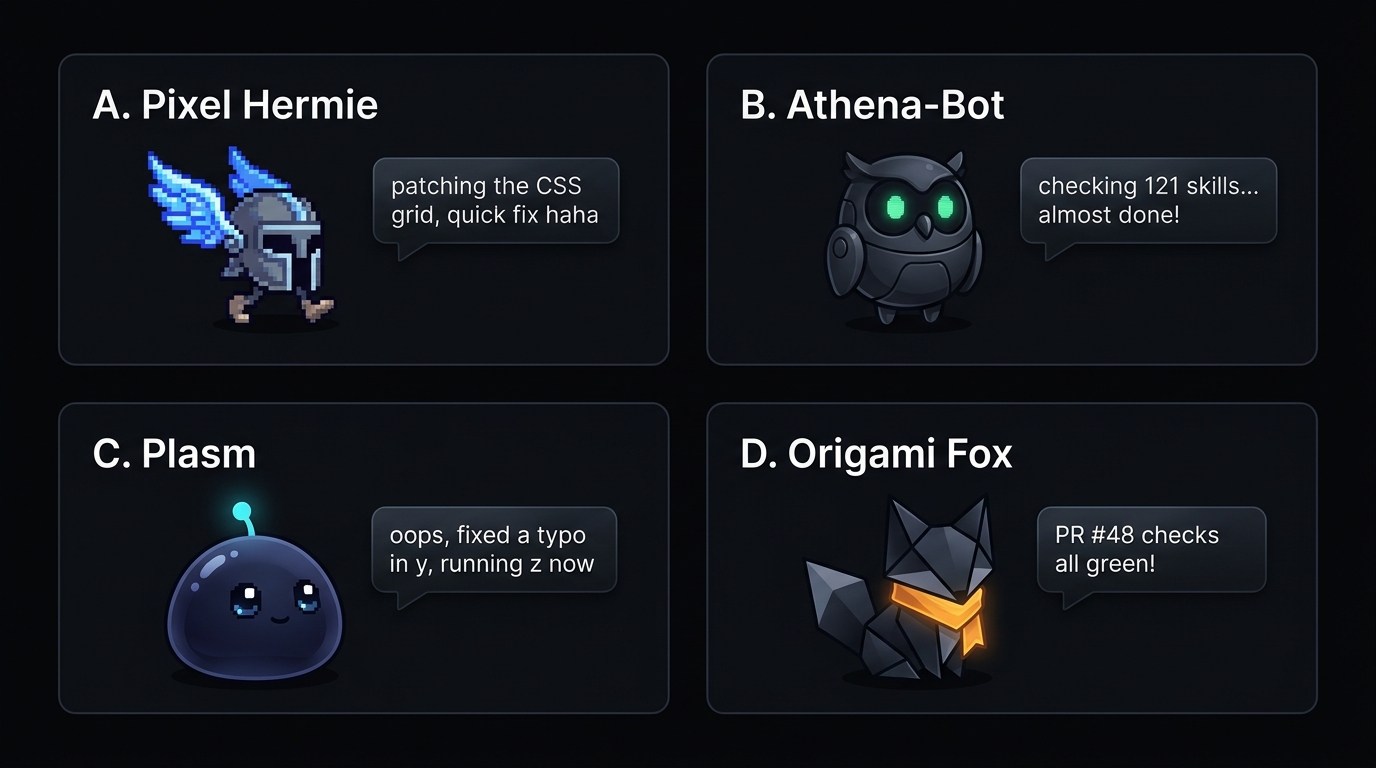 A. Pixel Hermie
patching the CSS
grid, quick fix haha
B. Athena-Bot
checking 121 skills...
almost done!
C. Plasm
oops, fixed a typo
in y, running z now
D. Origami Fox
PR #48 checks
all green!